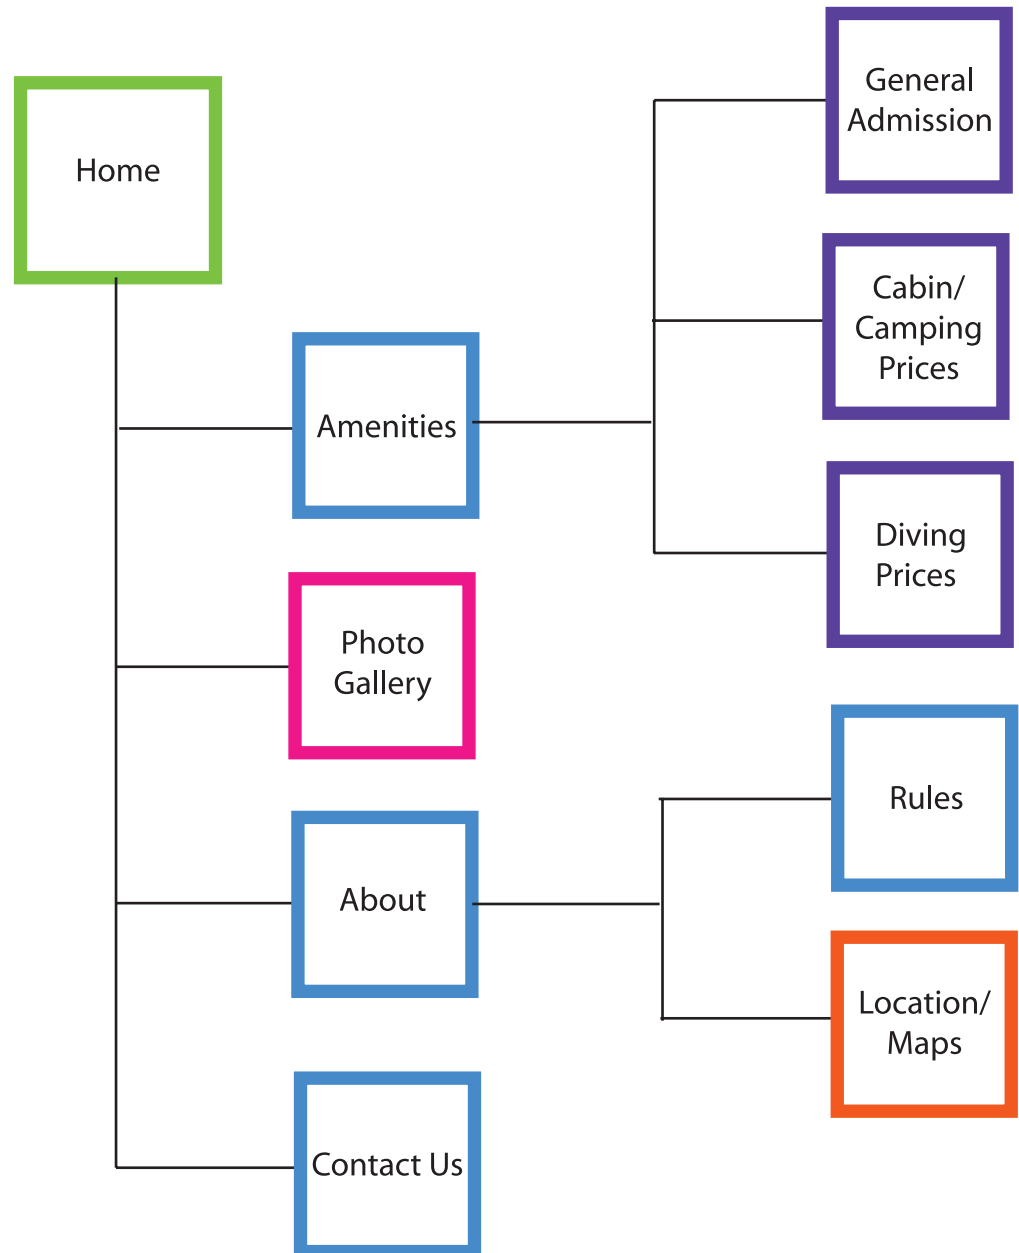 Home
Amenities
General
Admission
Cabin/
Camping
Prices
Diving
Prices
Photo
Gallery
About
Rules
Location/
Maps
Contact Us